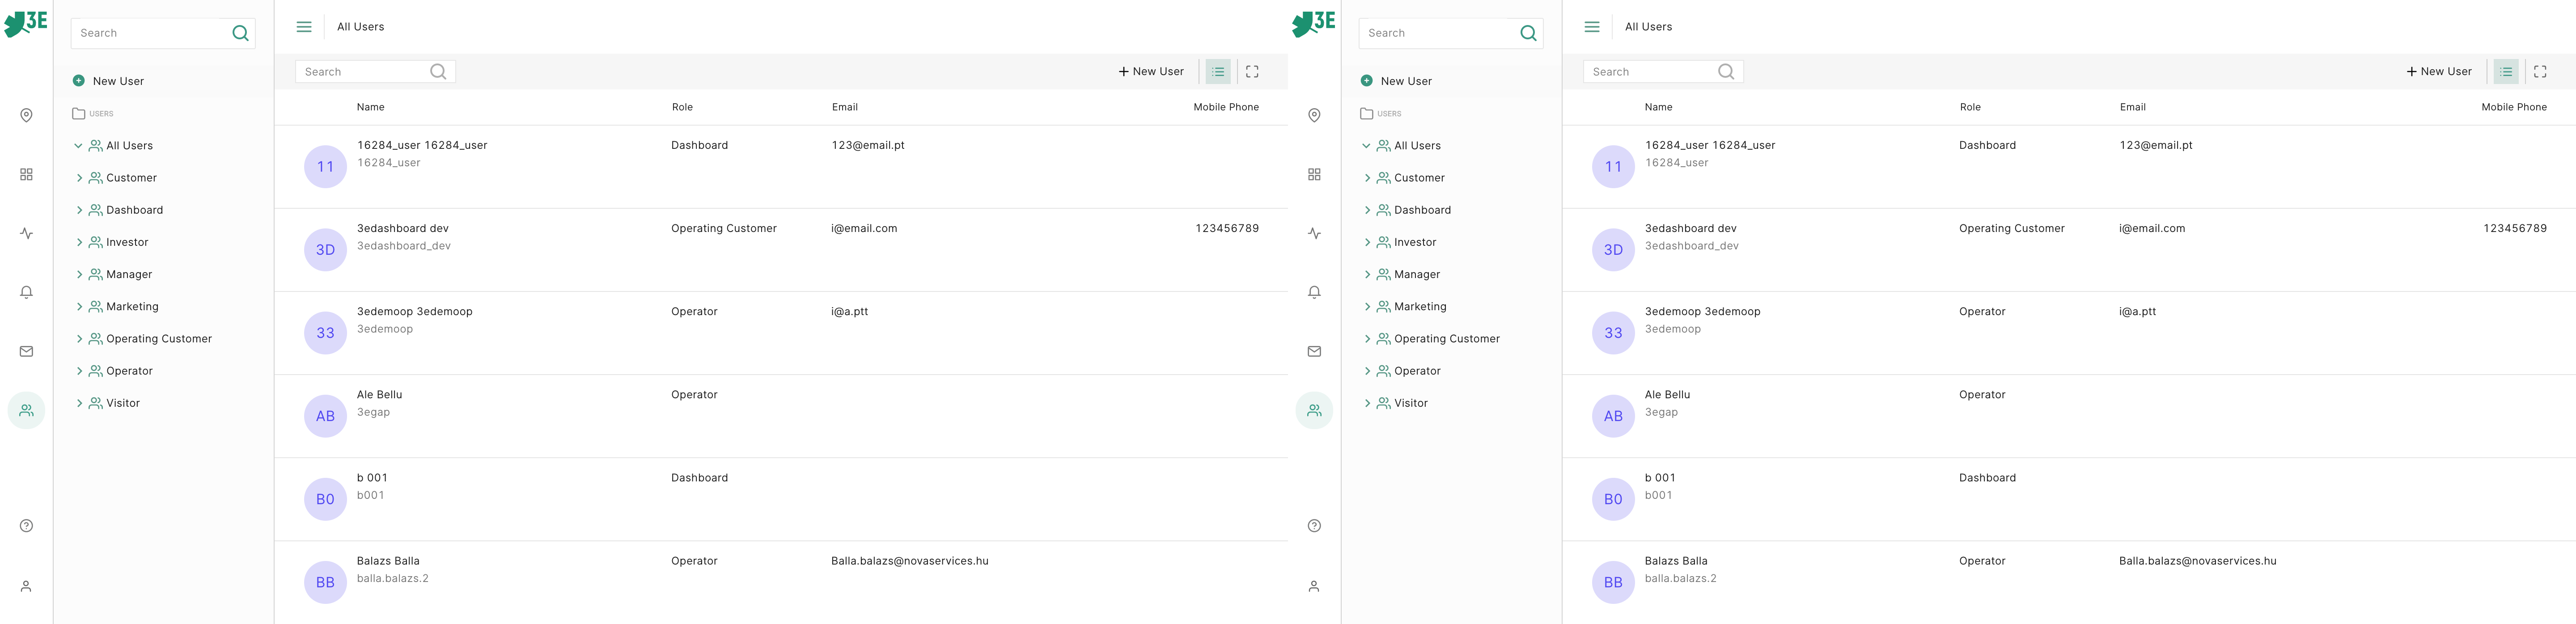 3E
Search
New User
USERS
All Users
Customer
Dashboard
Investor
Manager
Marketing
Operating Customer
Operator
Visitor
All Users
Search
New User
Name Role Email Mobile Phone
11 16284_user 16284_user Dashboard 123@email.pt
16284_user
3D 3edashboard dev Operating Customer i@email.com 123456789
3edashboard_dev
33 3edemoop 3edemoop Operator i@a.ptt
3edemoop
AB Ale Bellu Operator
3egap
B0 b 001 Dashboard
b001
BB Balazs Balla Operator Balla.balazs@novaservices.hu
balla.balazs.2
3E
Search
New User
USERS
All Users
Customer
Dashboard
Investor
Manager
Marketing
Operating Customer
Operator
Visitor
All Users
Search
New User
Name Role Email Mobile Phone
11 16284_user 16284_user Dashboard 123@email.pt
16284_user
3D 3edashboard dev Operating Customer i@email.com 123456789
3edashboard_dev
33 3edemoop 3edemoop Operator i@a.ptt
3edemoop
AB Ale Bellu Operator
3egap
B0 b 001 Dashboard
b001
BB Balazs Balla Operator Balla.balazs@novaservices.hu
balla.balazs.2